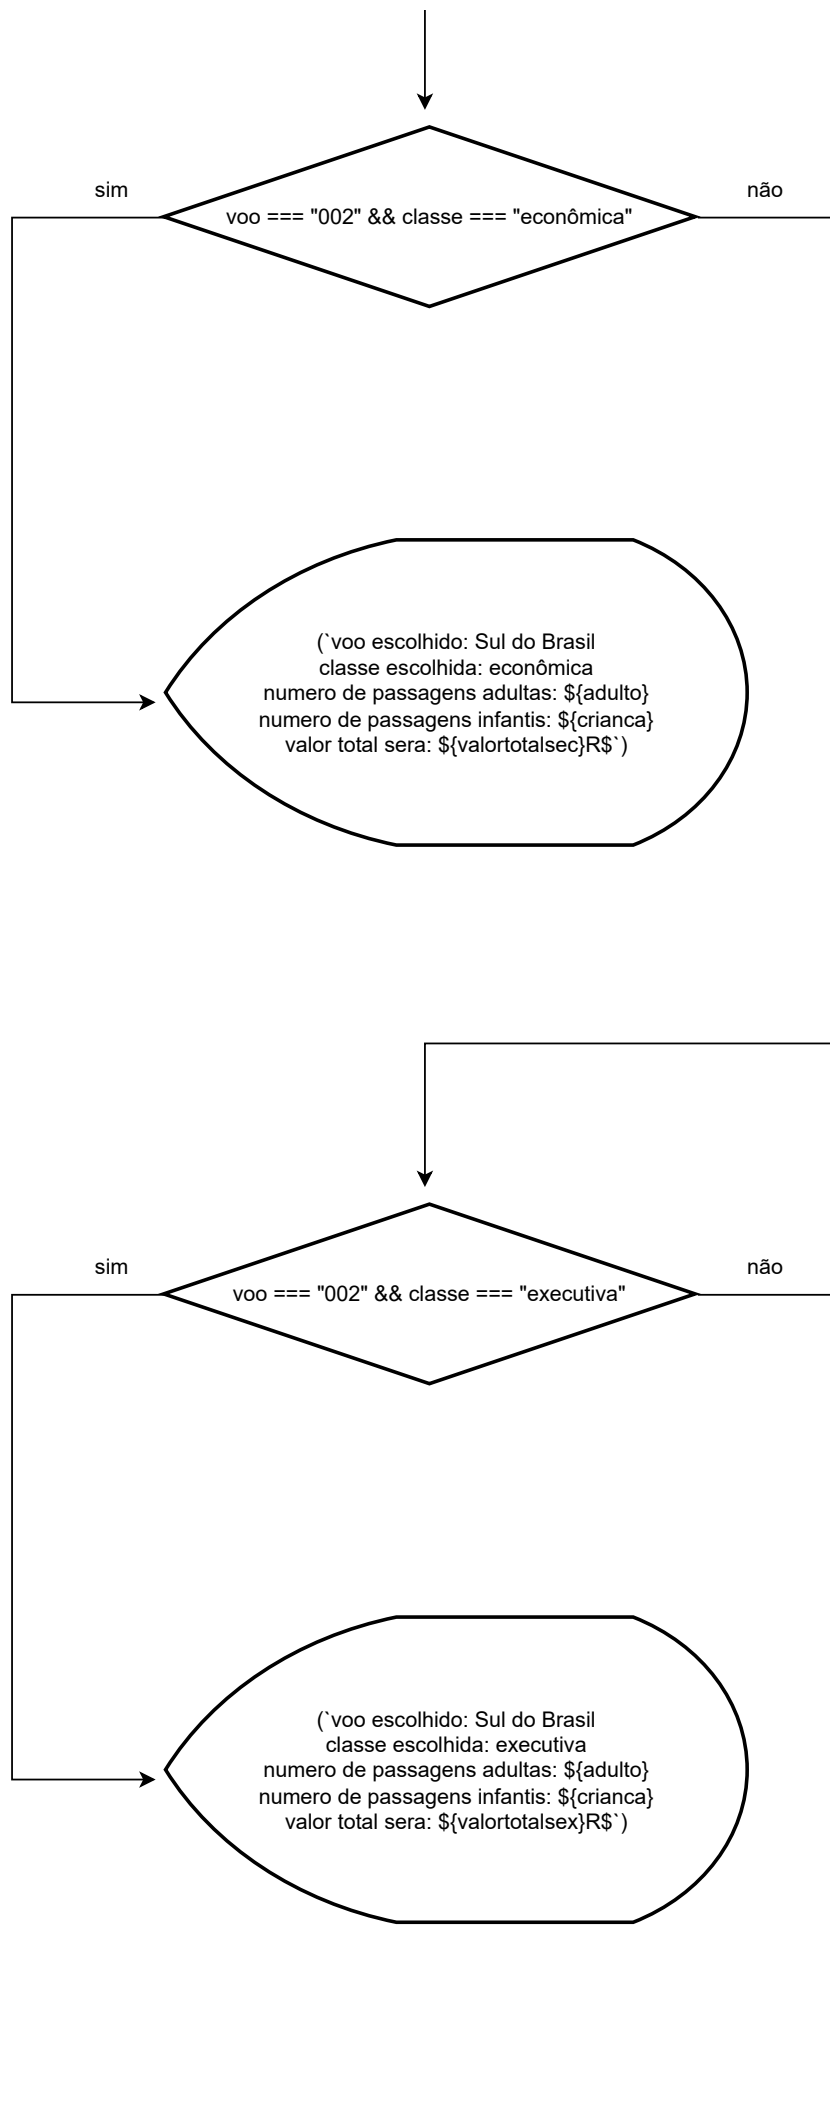 sim
não
voo === "002" && classe === "econômica"
(`voo escolhido: Sul do Brasil
classe escolhida: econômica
numero de passagens adultas: ${adulto}
numero de passagens infantis: ${crianca}
valor total sera: ${valortotalsec}R$`)
sim
não
voo === "002" && classe === "executiva"
(`voo escolhido: Sul do Brasil
classe escolhida: executiva
numero de passagens adultas: ${adulto}
numero de passagens infantis: ${crianca}
valor total sera: ${valortotalsex}R$`)